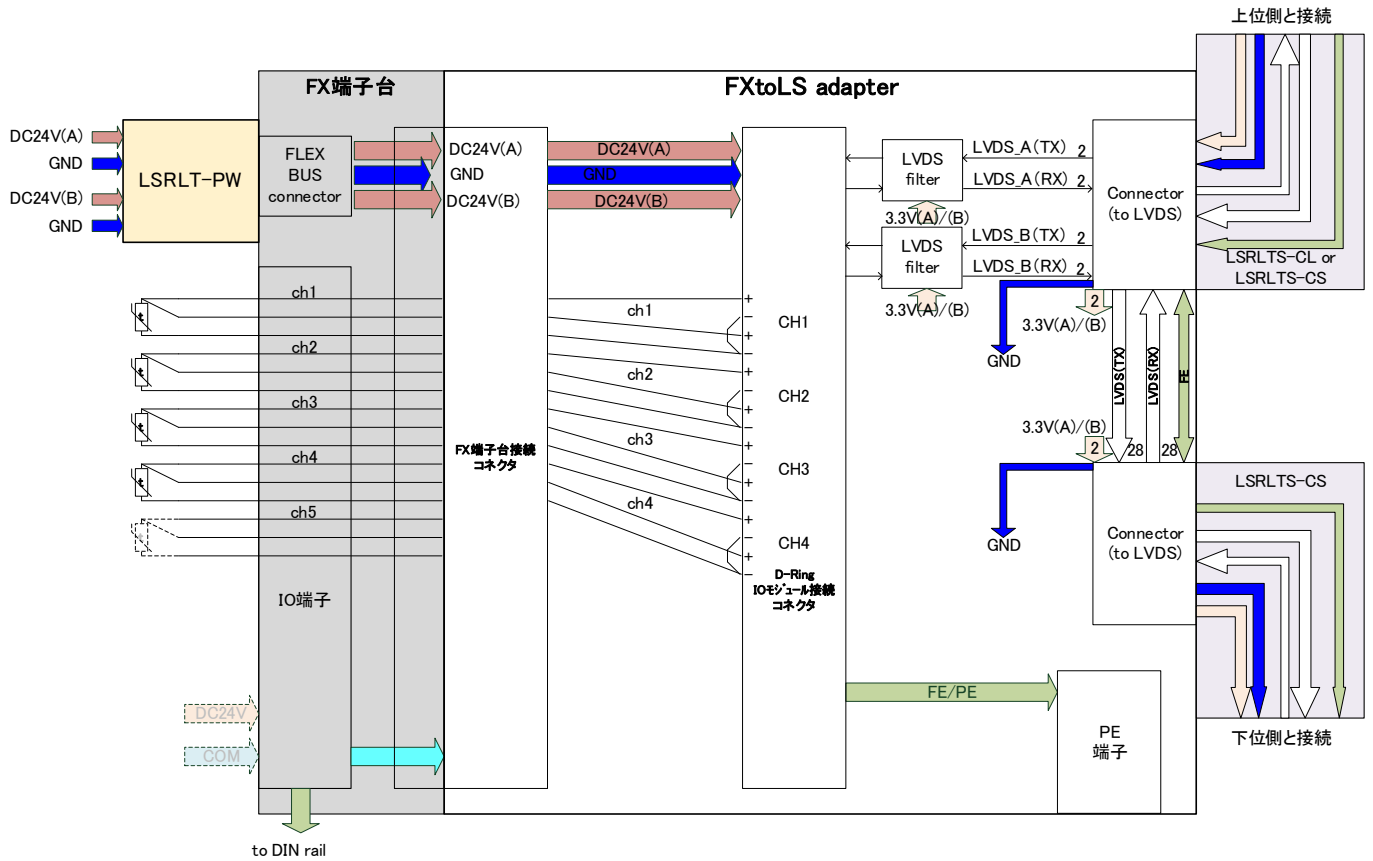 上位側と接続
FX端子台
FXtoLS adapter
DC24V(A)
GND
DC24V(B)
GND
LSRLT-PW
FLEX
BUS
connector
DC24V(A)
GND
DC24V(B)
DC24V(A)
GND
DC24V(B)
LVDS
filter
LVDS_A(TX) 2
LVDS_A(RX) 2
3.3V(A)/(B)
LVDS
filter
LVDS_B(TX) 2
LVDS_B(RX) 2
3.3V(A)/(B)
Connector
(to LVDS)
LSRLTS-CL or
LSRLTS-CS
2
3.3V(A)/(B)
GND
LVDS(TX)
LVDS(RX)
FE
ch1
t
ch2
t
ch3
t
ch4
t
ch5
t
IO端子
FX端子台接続
コネクタ
ch1
ch2
ch3
ch4
+
−
+
−
CH1
+
−
+
−
CH2
+
−
+
−
CH3
+
−
+
−
CH4
D-Ring
IOモジュール接続
コネクタ
3.3V(A)/(B)
2
28
28
GND
Connector
(to LVDS)
LSRLTS-CS
FE/PE
PE
端子
DC24V
COM
下位側と接続
to DIN rail